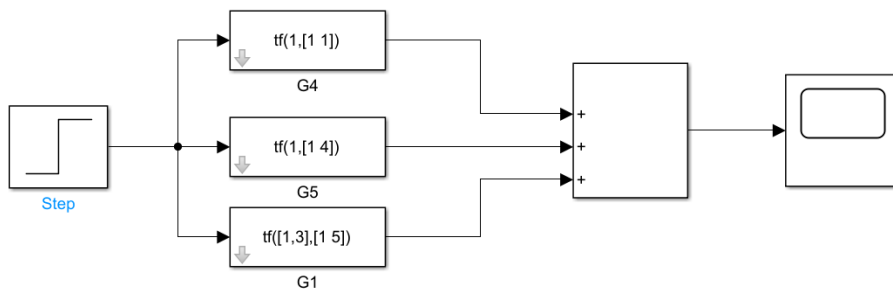 tf(1,[1 1])
G4
+
Step
tf(1,[1 4])
G5
+
+
tf([1,3],[1 5])
G1